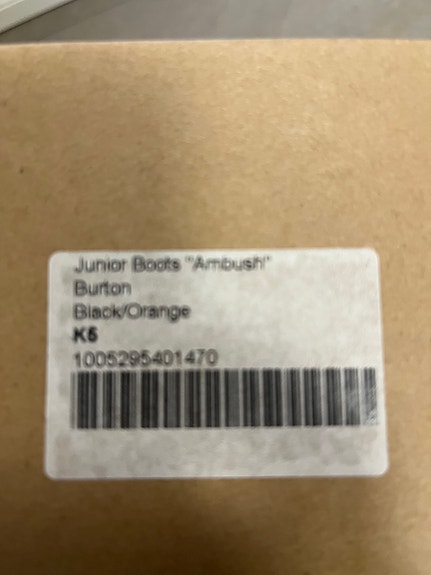 Junior Boots "Ambush"
Burton
Black/Orange
K5
1005295401470